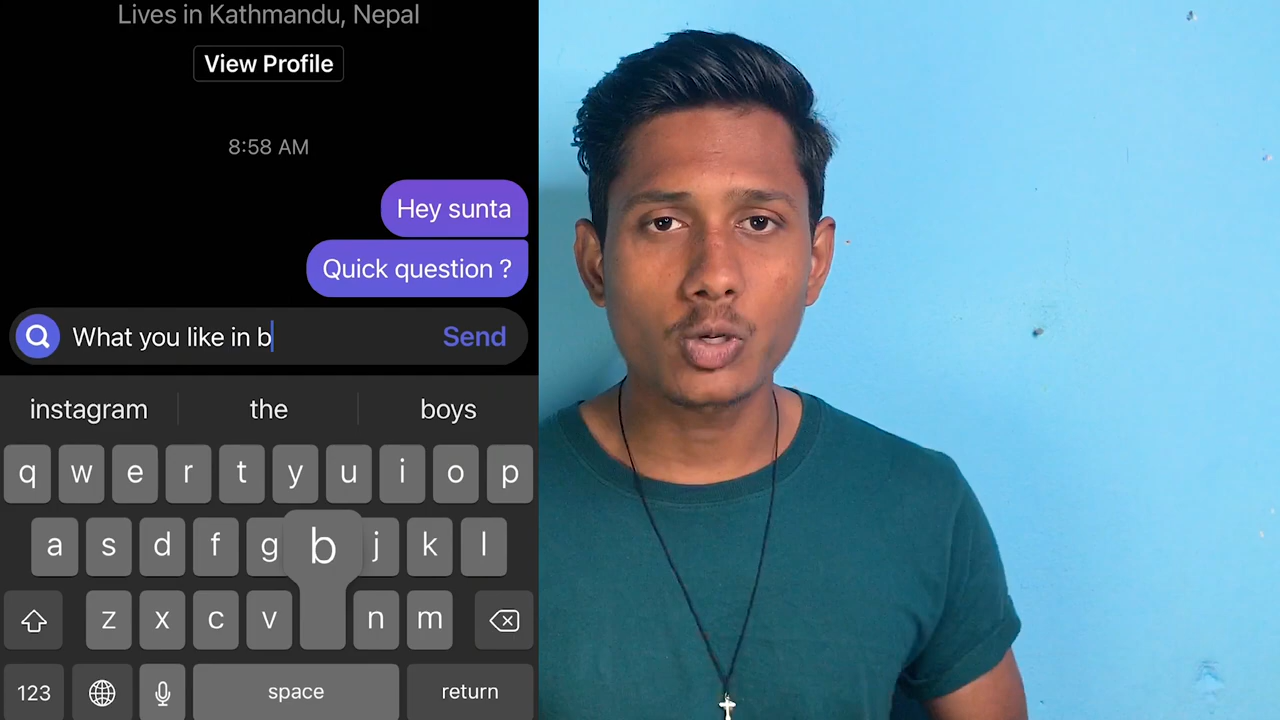 Lives in Kathmandu, Nepal
View Profile
8:58 AM
Hey sunta
Quick question ?
What you like in b Send
instagram the boys
q w e r t y u i o p
a s d f g b j k l
z x c v n m
123 space return